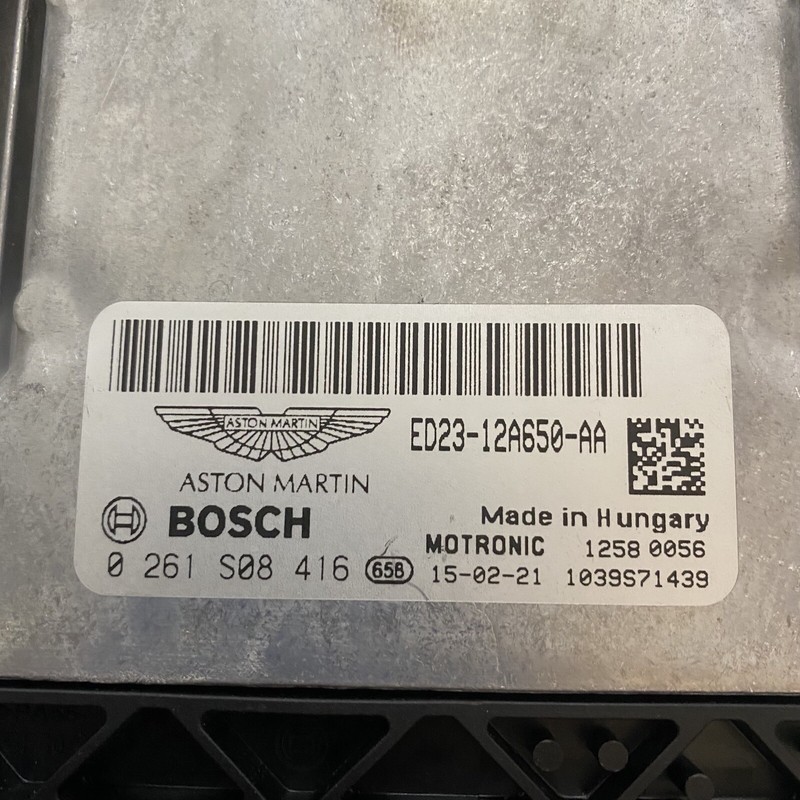 ASTON MARTIN
ED23-12A650-AA
ASTON MARTIN
BOSCH
Made in Hungary
MOTRONIC 1258 0056
0 261 S08 416 658 15-02-21 1039S71439